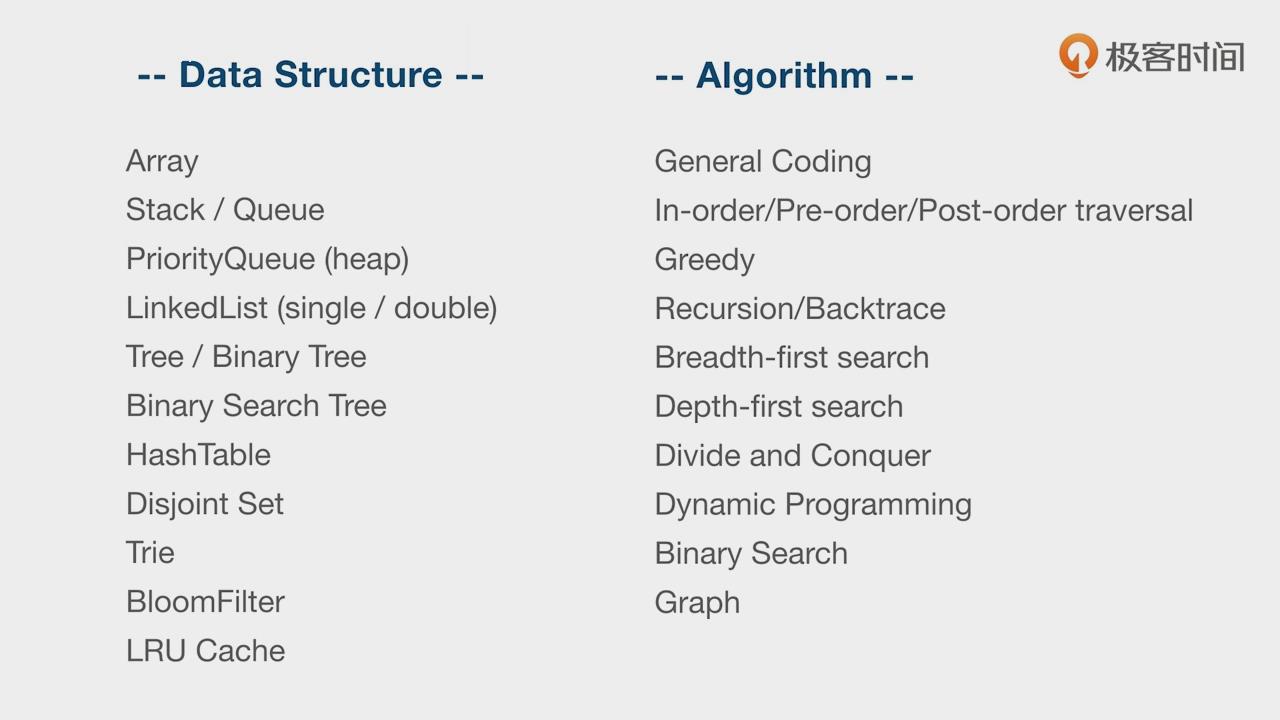 极客时间
-- Data Structure --
Array
Stack / Queue
PriorityQueue (heap)
LinkedList (single / double)
Tree / Binary Tree
Binary Search Tree
HashTable
Disjoint Set
Trie
BloomFilter
LRU Cache
-- Algorithm --
General Coding
In-order/Pre-order/Post-order traversal
Greedy
Recursion/Backtrace
Breadth-first search
Depth-first search
Divide and Conquer
Dynamic Programming
Binary Search
Graph